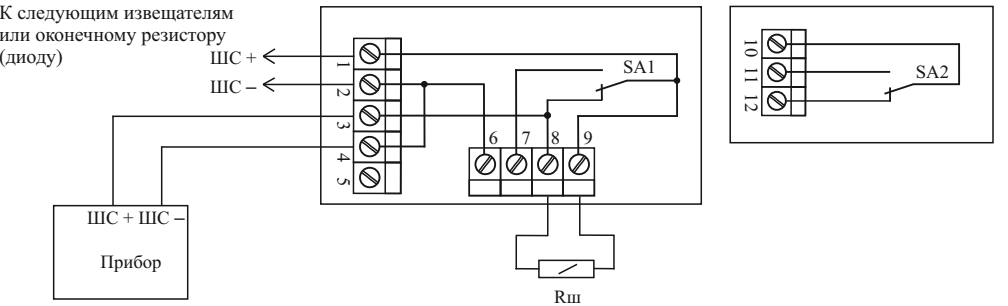 К следующим извещателям
или оконечному резистору
(диоду)
ШС +
ШС –
1
2
3
4
5
6 7 8 9
SA1
10
11
12
SA2
ШС + ШС –
Прибор
Rш